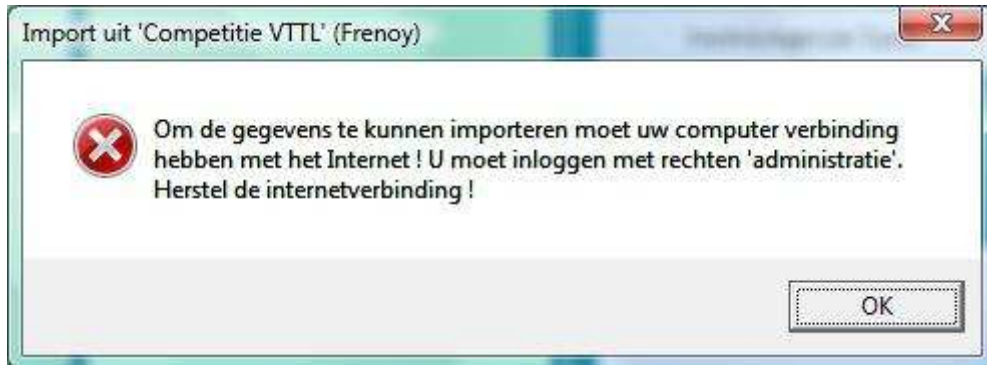 Import uit 'Competitie VTTL' (Frenoy)
Om de gegevens te kunnen importeren moet uw computer verbinding
hebben met het Internet ! U moet inloggen met rechten 'administratie'.
Herstel de internetverbinding !
OK